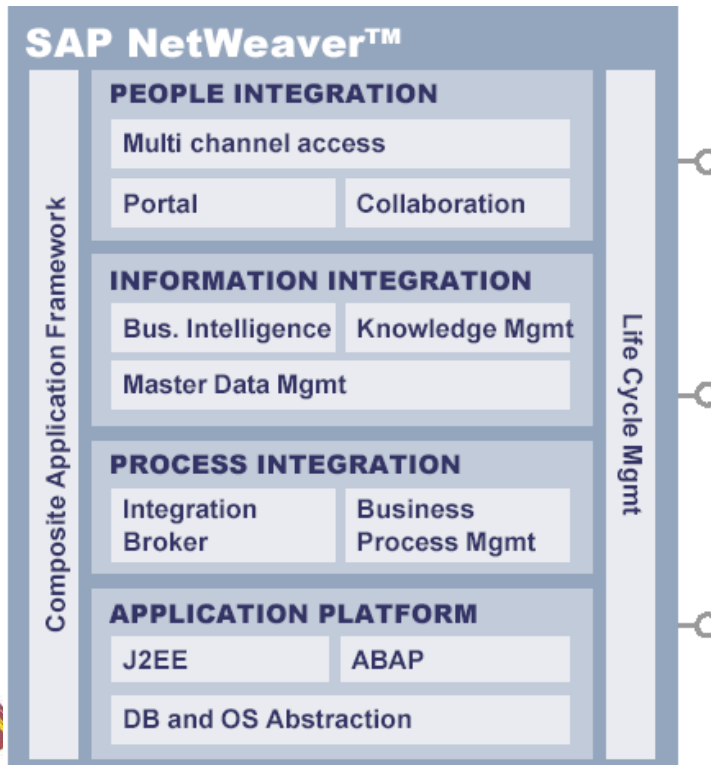 SAP NetWeaver™
Composite Application Framework
PEOPLE INTEGRATION
Multi channel access
Portal
Collaboration
INFORMATION INTEGRATION
Bus. Intelligence
Knowledge Mgmt
Master Data Mgmt
PROCESS INTEGRATION
Integration
Broker
Business
Process Mgmt
APPLICATION PLATFORM
J2EE
ABAP
DB and OS Abstraction
Life Cycle Mgmt